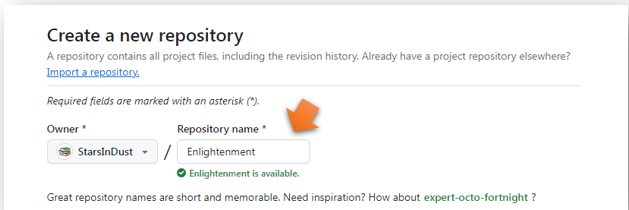 Create a new repository
A repository contains all project files, including the revision history. Already have a project repository elsewhere?
Import a repository.
Required fields are marked with an asterisk (*).
Owner * Repository name *
StarsInDust / Enlightenment
Enlightenment is available.
Great repository names are short and memorable. Need inspiration? How about expert-octo-fortnight ?